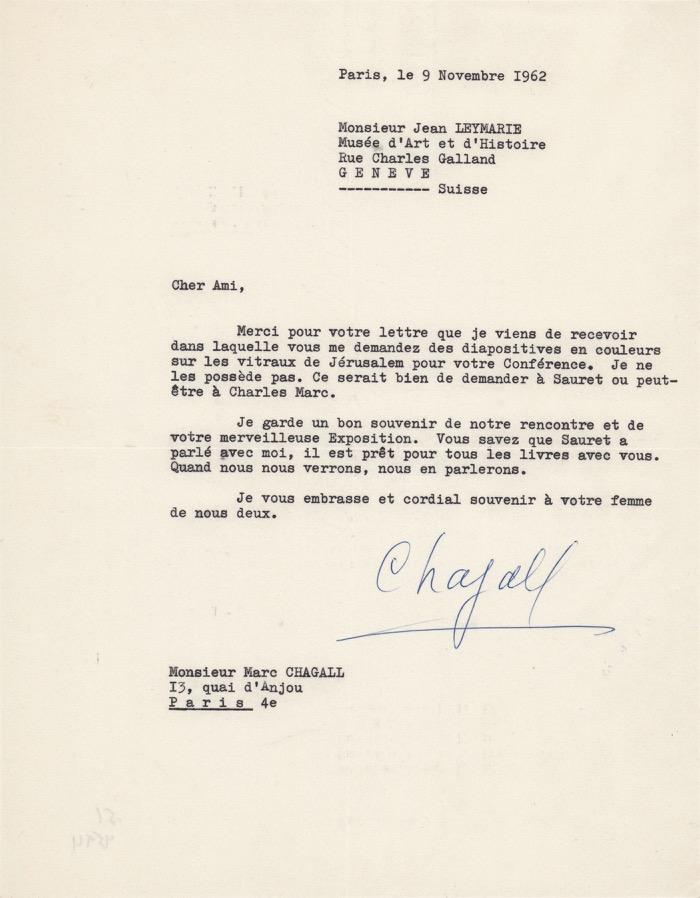 Paris, le 9 Novembre I962
Monsieur Jean LEYMARIE
Musée d'Art et d'Histoire
Rue Charles Galland
G E N E V E
----------- Suisse
Cher Ami,
Merci pour votre lettre que je viens de recevoir
dans laquelle vous me demandez des diapositives en couleurs
sur les vitraux de Jérusalem pour votre Conférence. Je ne
les possède pas. Ce serait bien de demander à Sauret ou peut-
être à Charles Marc.
Je garde un bon souvenir de notre rencontre et de
votre merveilleuse Exposition. Vous savez que Sauret a
parlé avec moi, il est prêt pour tous les livres avec vous.
Quand nous nous verrons, nous en parlerons.
Je vous embrasse et cordial souvenir à votre femme
de nous deux.
Chagall
Monsieur Marc CHAGALL
I3, quai d'Anjou
P a r i s 4e